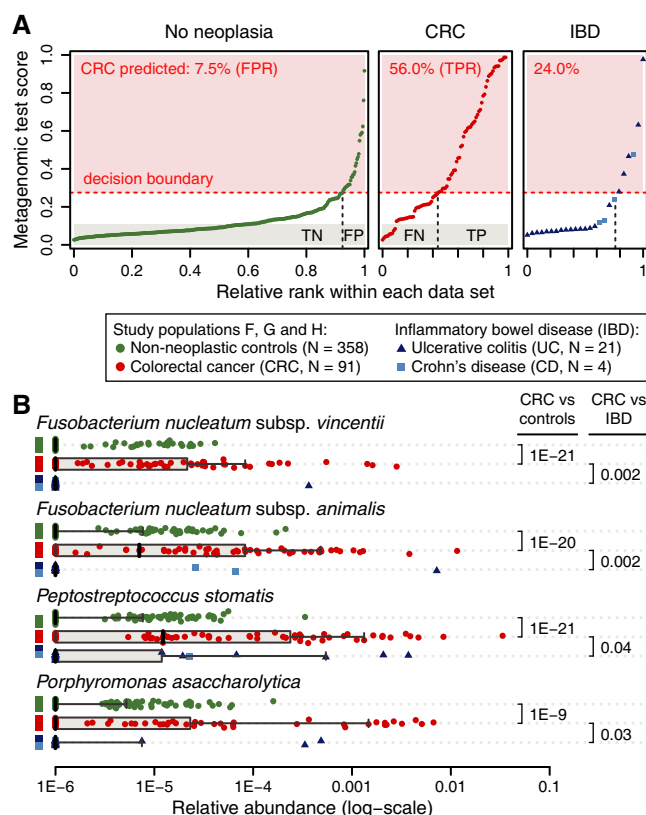 A
No neoplasia
CRC
IBD
Metagenomic test score
1.0
0.8
0.6
0.4
0.2
0.0
CRC predicted: 7.5% (FPR)
56.0% (TPR)
24.0%
decision boundary
TN
FP
FN
TP
0 0.2 0.4 0.6 0.8 1
0 1
0 1
Relative rank within each data set
Study populations F, G and H:
Non−neoplastic controls (N = 358)
Colorectal cancer (CRC, N = 91)
Inflammatory bowel disease (IBD):
Ulcerative colitis (UC, N = 21)
Crohn's disease (CD, N = 4)
B
CRC vs controls
CRC vs IBD
Fusobacterium nucleatum subsp. vincentii
1E−21
0.002
Fusobacterium nucleatum subsp. animalis
1E−20
0.002
Peptostreptococcus stomatis
1E−21
0.04
Porphyromonas asaccharolytica
1E−9
0.03
1E−6 1E−5 1E−4 0.001 0.01 0.1
Relative abundance (log−scale)